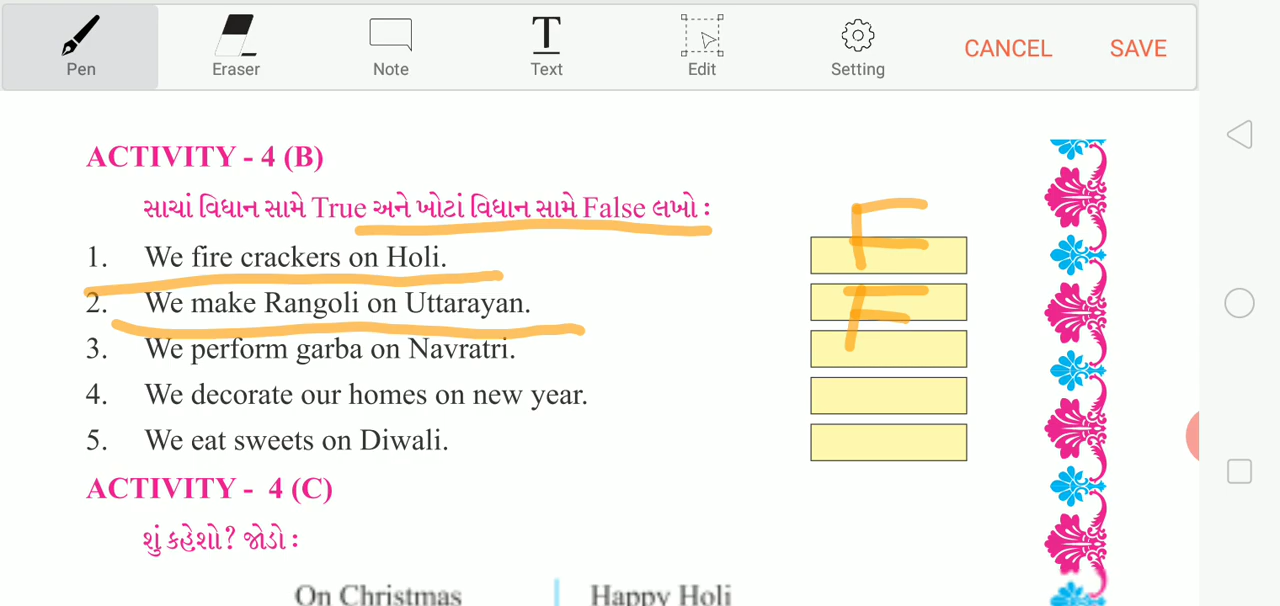 Pen Eraser Note Text Edit Setting CANCEL SAVE
ACTIVITY - 4 (B)
સાચાં વિધાન સામે True અને ખોટાં વિધાન સામે False લખો :
1. We fire crackers on Holi. F
2. We make Rangoli on Uttarayan. F
3. We perform garba on Navratri.
4. We decorate our homes on new year.
5. We eat sweets on Diwali.
ACTIVITY - 4 (C)
શું કહેશો? જોડો :
On Christmas Happy Holi